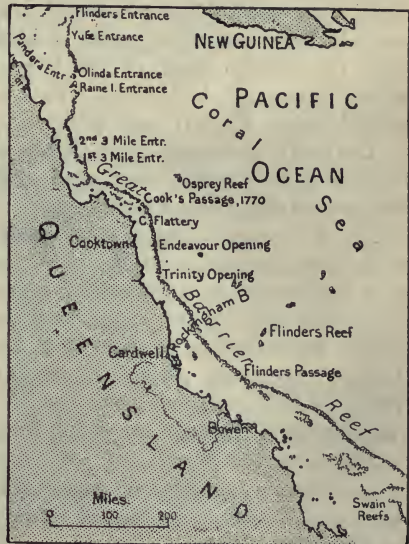 Flinders Entrance
NEW GUINEA
Yule Entrance
Pandora Entr.
Olinda Entrance
Raine I. Entrance
PACIFIC
OCEAN
Coral Sea
2nd 3 Mile Entr.
1st 3 Mile Entr.
Great Barrier Reef
Osprey Reef
Cook's Passage, 1770
C. Flattery
Cooktown
Endeavour Opening
Trinity Opening
QUEENSLAND
Rockingham B.
Flinders Reef
Cardwell
Flinders Passage
Bowen
Miles
0 100 200
Swain
Reefs